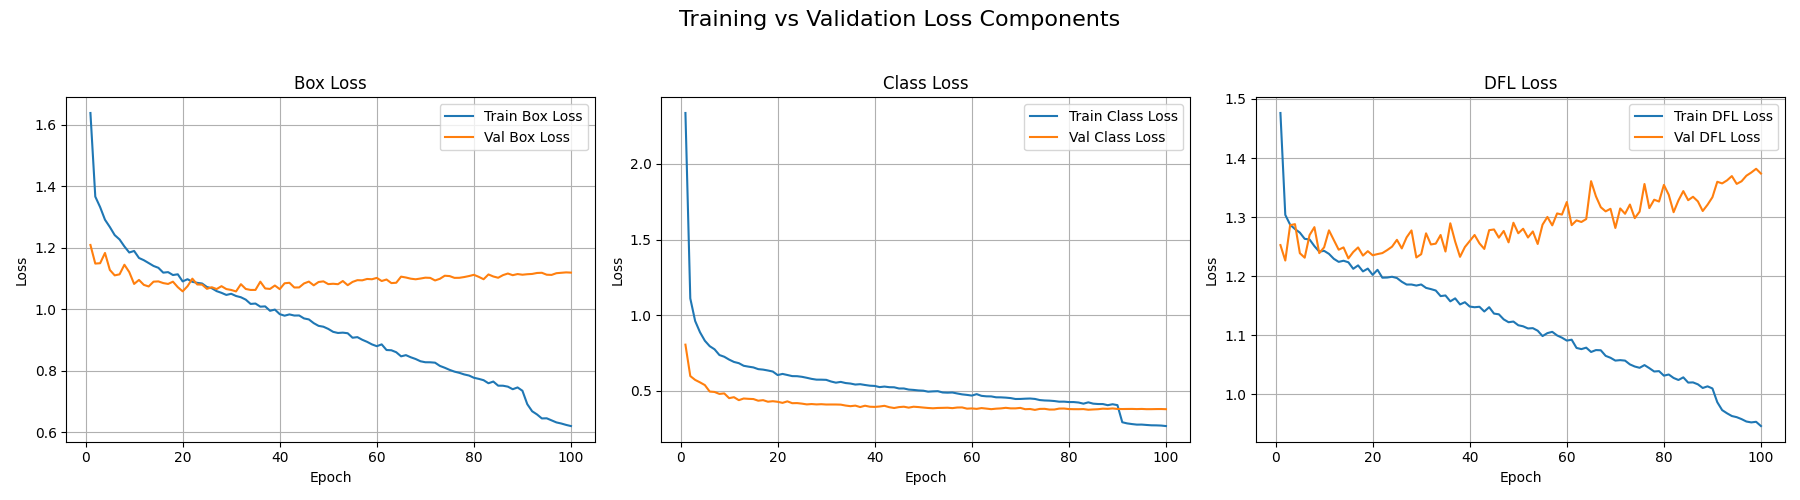 Training vs Validation Loss Components
Box Loss
Train Box Loss
Val Box Loss
Loss
1.6
1.4
1.2
1.0
0.8
0.6
0 20 40 60 80 100
Epoch
Class Loss
Train Class Loss
Val Class Loss
Loss
2.0
1.5
1.0
0.5
0 20 40 60 80 100
Epoch
DFL Loss
Train DFL Loss
Val DFL Loss
Loss
1.5
1.4
1.3
1.2
1.1
1.0
0 20 40 60 80 100
Epoch